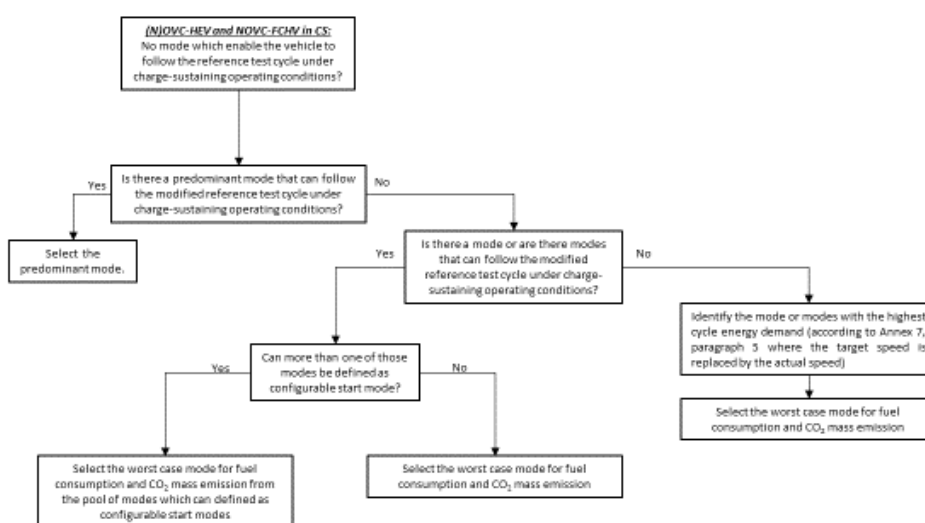 (N)OVC-HEV and NOVC-FCHV in CS:
No mode which enable the vehicle to
follow the reference test cycle under
charge-sustaining operating conditions?
Is there a predominant mode that can follow
the modified reference test cycle under
charge-sustaining operating conditions?
Yes
No
Select the
predominant mode.
Is there a mode or are there modes
that can follow the modified
reference test cycle under charge-
sustaining operating conditions?
Yes
No
Identify the mode or modes with the highest
cycle energy demand (according to Annex 7,
paragraph 5 where the target speed is
replaced by the actual speed)
Can more than one of those
modes be defined as
configurable start mode?
Yes
No
Select the worst case mode for fuel
consumption and CO₂ mass emission
Select the worst case mode for fuel
consumption and CO₂ mass emission from
the pool of modes which can defined as
configurable start modes
Select the worst case mode for fuel
consumption and CO₂ mass emission